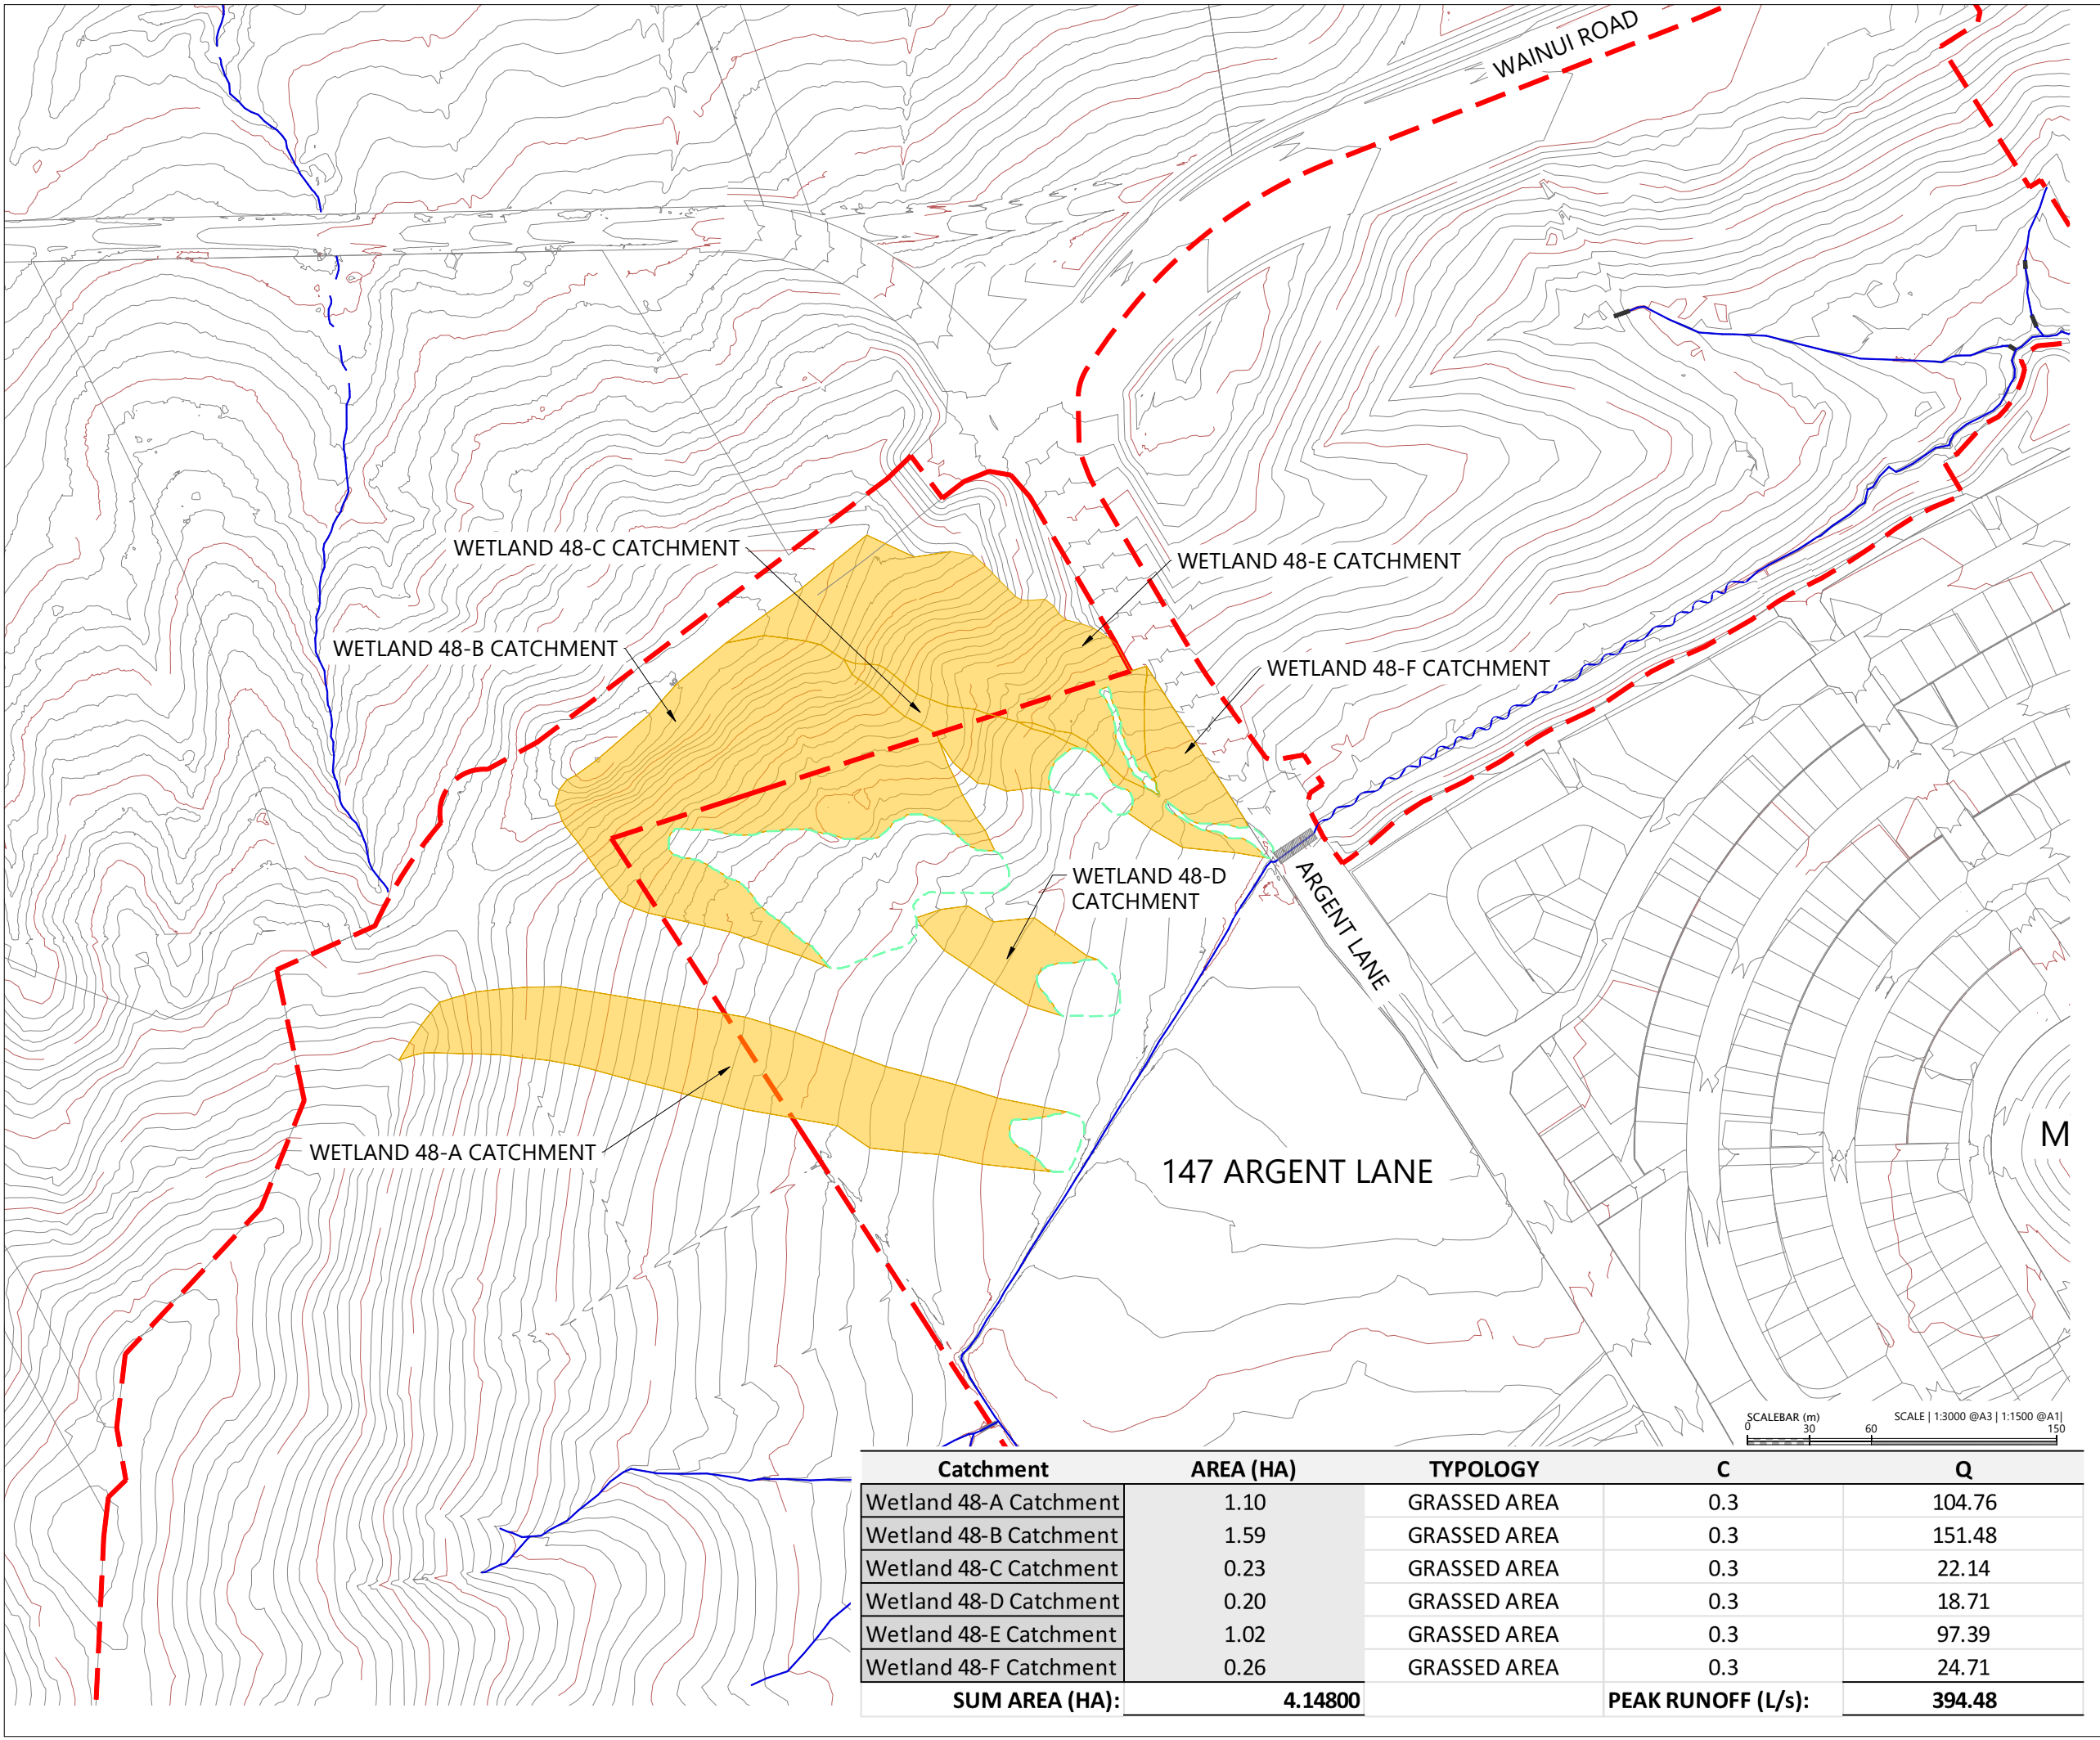 WAINUI ROAD
WETLAND 48-C CATCHMENT
WETLAND 48-E CATCHMENT
WETLAND 48-B CATCHMENT
WETLAND 48-F CATCHMENT
WETLAND 48-D
CATCHMENT
ARGENT LANE
WETLAND 48-A CATCHMENT
147 ARGENT LANE
M
SCALEBAR (m)
SCALE | 1:3000 @A3 | 1:1500 @A1|
0 30 60 150
Catchment AREA (HA) TYPOLOGY C Q
Wetland 48-A Catchment 1.10 GRASSED AREA 0.3 104.76
Wetland 48-B Catchment 1.59 GRASSED AREA 0.3 151.48
Wetland 48-C Catchment 0.23 GRASSED AREA 0.3 22.14
Wetland 48-D Catchment 0.20 GRASSED AREA 0.3 18.71
Wetland 48-E Catchment 1.02 GRASSED AREA 0.3 97.39
Wetland 48-F Catchment 0.26 GRASSED AREA 0.3 24.71
SUM AREA (HA): 4.14800 PEAK RUNOFF (L/s): 394.48